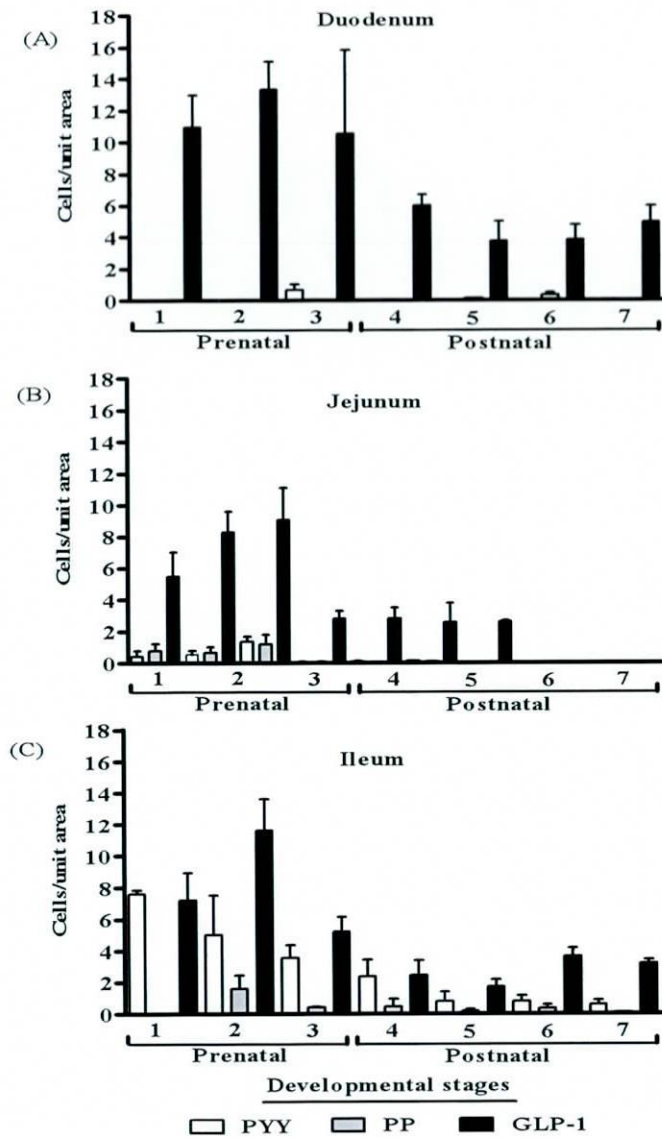 (A)
Duodenum
Cells/unit area
18
16
14
12
10
8
6
4
2
0
1 2 3 4 5 6 7
Prenatal Postnatal
(B)
Jejunum
Cells/unit area
18
16
14
12
10
8
6
4
2
0
1 2 3 4 5 6 7
Prenatal Postnatal
(C)
Ileum
Cells/unit area
18
16
14
12
10
8
6
4
2
0
1 2 3 4 5 6 7
Prenatal Postnatal
Developmental stages
PYY PP GLP-1